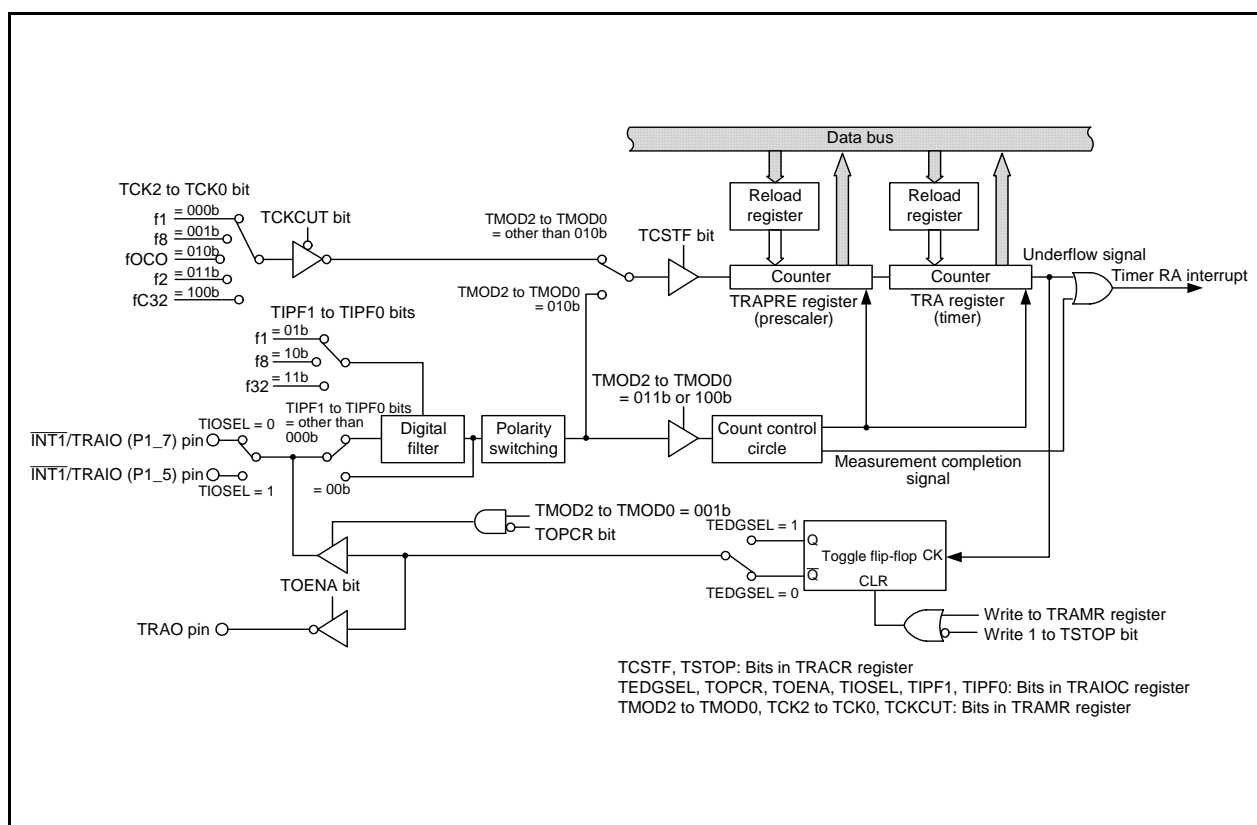 Data bus
TCK2 to TCK0 bit
f1
= 000b
f8
= 001b
fOCO
= 010b
f2
= 011b
fC32
= 100b
TCKCUT bit
TMOD2 to TMOD0
= other than 010b
TMOD2 to TMOD0
= 010b
TCSTF bit
Reload
register
Reload
register
Counter
TRAPRE register
(prescaler)
Counter
TRA register
(timer)
Underflow signal
Timer RA interrupt
TIPF1 to TIPF0 bits
f1
= 01b
f8
= 10b
f32
= 11b
TIPF1 to TIPF0 bits
= other than
000b
= 00b
INT1/TRAIO (P1_7) pin
TIOSEL = 0
INT1/TRAIO (P1_5) pin
TIOSEL = 1
Digital
filter
Polarity
switching
TMOD2 to TMOD0
= 011b or 100b
Count control
circle
Measurement completion
signal
TMOD2 to TMOD0 = 001b
TOPCR bit
TOENA bit
TRAO pin
TEDGSEL = 1
TEDGSEL = 0
Q
Toggle flip-flop
CK
Q
CLR
Write to TRAMR register
Write 1 to TSTOP bit
TCSTF, TSTOP: Bits in TRACR register
TEDGSEL, TOPCR, TOENA, TIOSEL, TIPF1, TIPF0: Bits in TRAIOC register
TMOD2 to TMOD0, TCK2 to TCK0, TCKCUT: Bits in TRAMR register